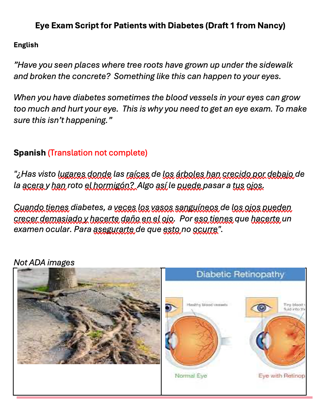 Eye Exam Script for Patients with Diabetes (Draft 1 from Nancy)
English
"Have you seen places where tree roots have grown up under the sidewalk
and broken the concrete?  Something like this can happen to your eyes.
When you have diabetes sometimes the blood vessels in your eyes can grow
too much and hurt your eye.  This is why you need to get an eye exam. To make
sure this isn't happening."
Spanish (Translation not complete)
"¿Has visto lugares donde las raíces de los árboles han crecido por debajo de
la acera y han roto el hormigón?  Algo así le puede pasar a tus ojos.
Cuando tienes diabetes, a veces los vasos sanguíneos de los ojos pueden
crecer demasiado y hacerte daño en el ojo.  Por eso tienes que hacerte un
examen ocular. Para asegurarte de que esto no ocurre".
Not ADA images
Diabetic Retinopathy
Healthy blood vessels
Tiny blood
fluid into the
Normal Eye
Eye with Retinop